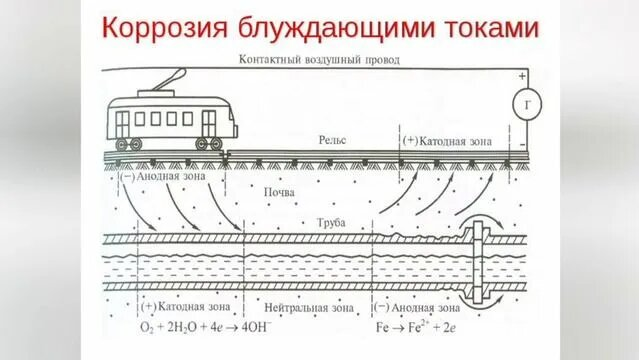 Коррозия блуждающими токами
Контактный воздушный провод
+
Г
Рельс
(+) Катодная зона
−
(−) Анодная зона
Почва
Труба
(+) Катодная зона
Нейтральная зона
(−) Анодная зона
O₂ + 2H₂O + 4e → 4OH⁻
Fe → Fe²⁺ + 2e